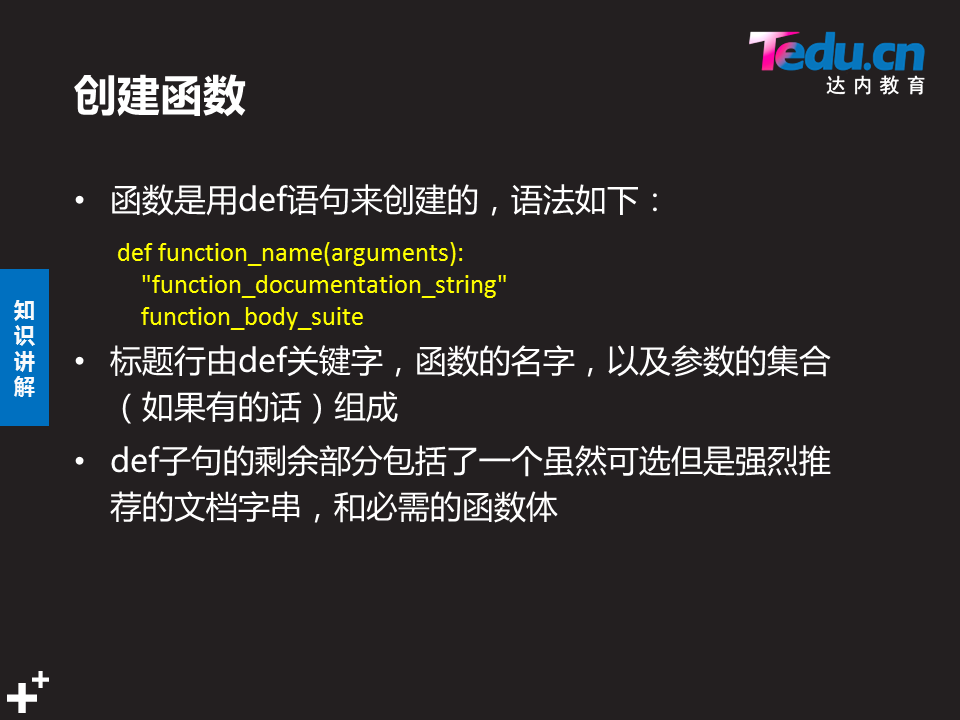 Tedu.cn
达内教育
创建函数
• 函数是用def语句来创建的，语法如下：
def function_name(arguments):
"function_documentation_string"
function_body_suite
• 标题行由def关键字，函数的名字，以及参数的集合
（如果有的话）组成
• def子句的剩余部分包括了一个虽然可选但是强烈推
荐的文档字串，和必需的函数体
知
识
讲
解